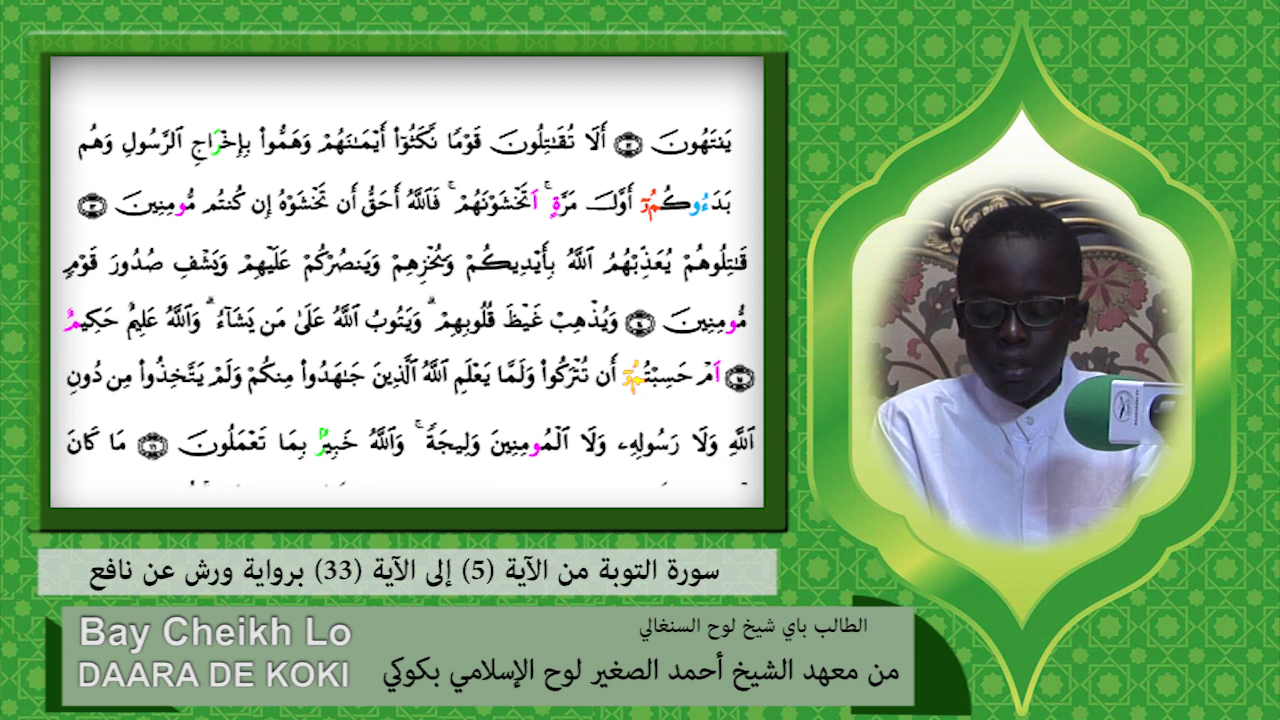 يَنتَهُونَ ۝ أَلَا تُقَٰتِلُونَ قَوْمًا نَّكَثُوٓاْ أَيْمَٰنَهُمْ وَهَمُّواْ بِإِخْرَاجِ اِ۬لرَّسُولِ وَهُم
بَدَءُوكُمُۥٓ أَوَّلَ مَرَّةٍۖ اَتَخْشَوْنَهُمْۖ فَاللَّهُ أَحَقُّ أَن تَخْشَوْهُ إِن كُنتُم مُّومِنِينَ ۝
قَٰتِلُوهُمْ يُعَذِّبْهُمُ اُ۬للَّهُ بِأَيْدِيكُمْ وَيُخْزِهِمْ وَيَنصُرْكُمْ عَلَيْهِمْ وَيَشْفِ صُدُورَ قَوْمٍ
مُّومِنِينَ ۝ وَيُذْهِبْ غَيْظَ قُلُوبِهِمْۗ وَيَتُوبُ اُ۬للَّهُ عَلَىٰ مَن يَشَآءُۗ وَاللَّهُ عَلِيمٌ حَكِيمٌ
۝ اَمْ حَسِبْتُمُۥٓ أَن تُتْرَكُواْ وَلَمَّا يَعْلَمِ اِ۬للَّهُ اُ۬لَّذِينَ جَٰهَدُواْ مِنكُمْ وَلَمْ يَتَّخِذُواْ مِن دُونِ
اِ۬للَّهِ وَلَا رَسُولِهِۦ وَلَا اَ۬لْمُومِنِينَ وَلِيجَةًۖ وَاللَّهُ خَبِيرٌۢ بِمَا تَعْمَلُونَ ۝ مَا كَانَ
سورة التوبة من الآية (5) إلى الآية (33) برواية ورش عن نافع
الطالب باي شيخ لوح السنغالي
Bay Cheikh Lo
من معهد الشيخ أحمد الصغير لوح الإسلامي بكوكي
DAARA DE KOKI